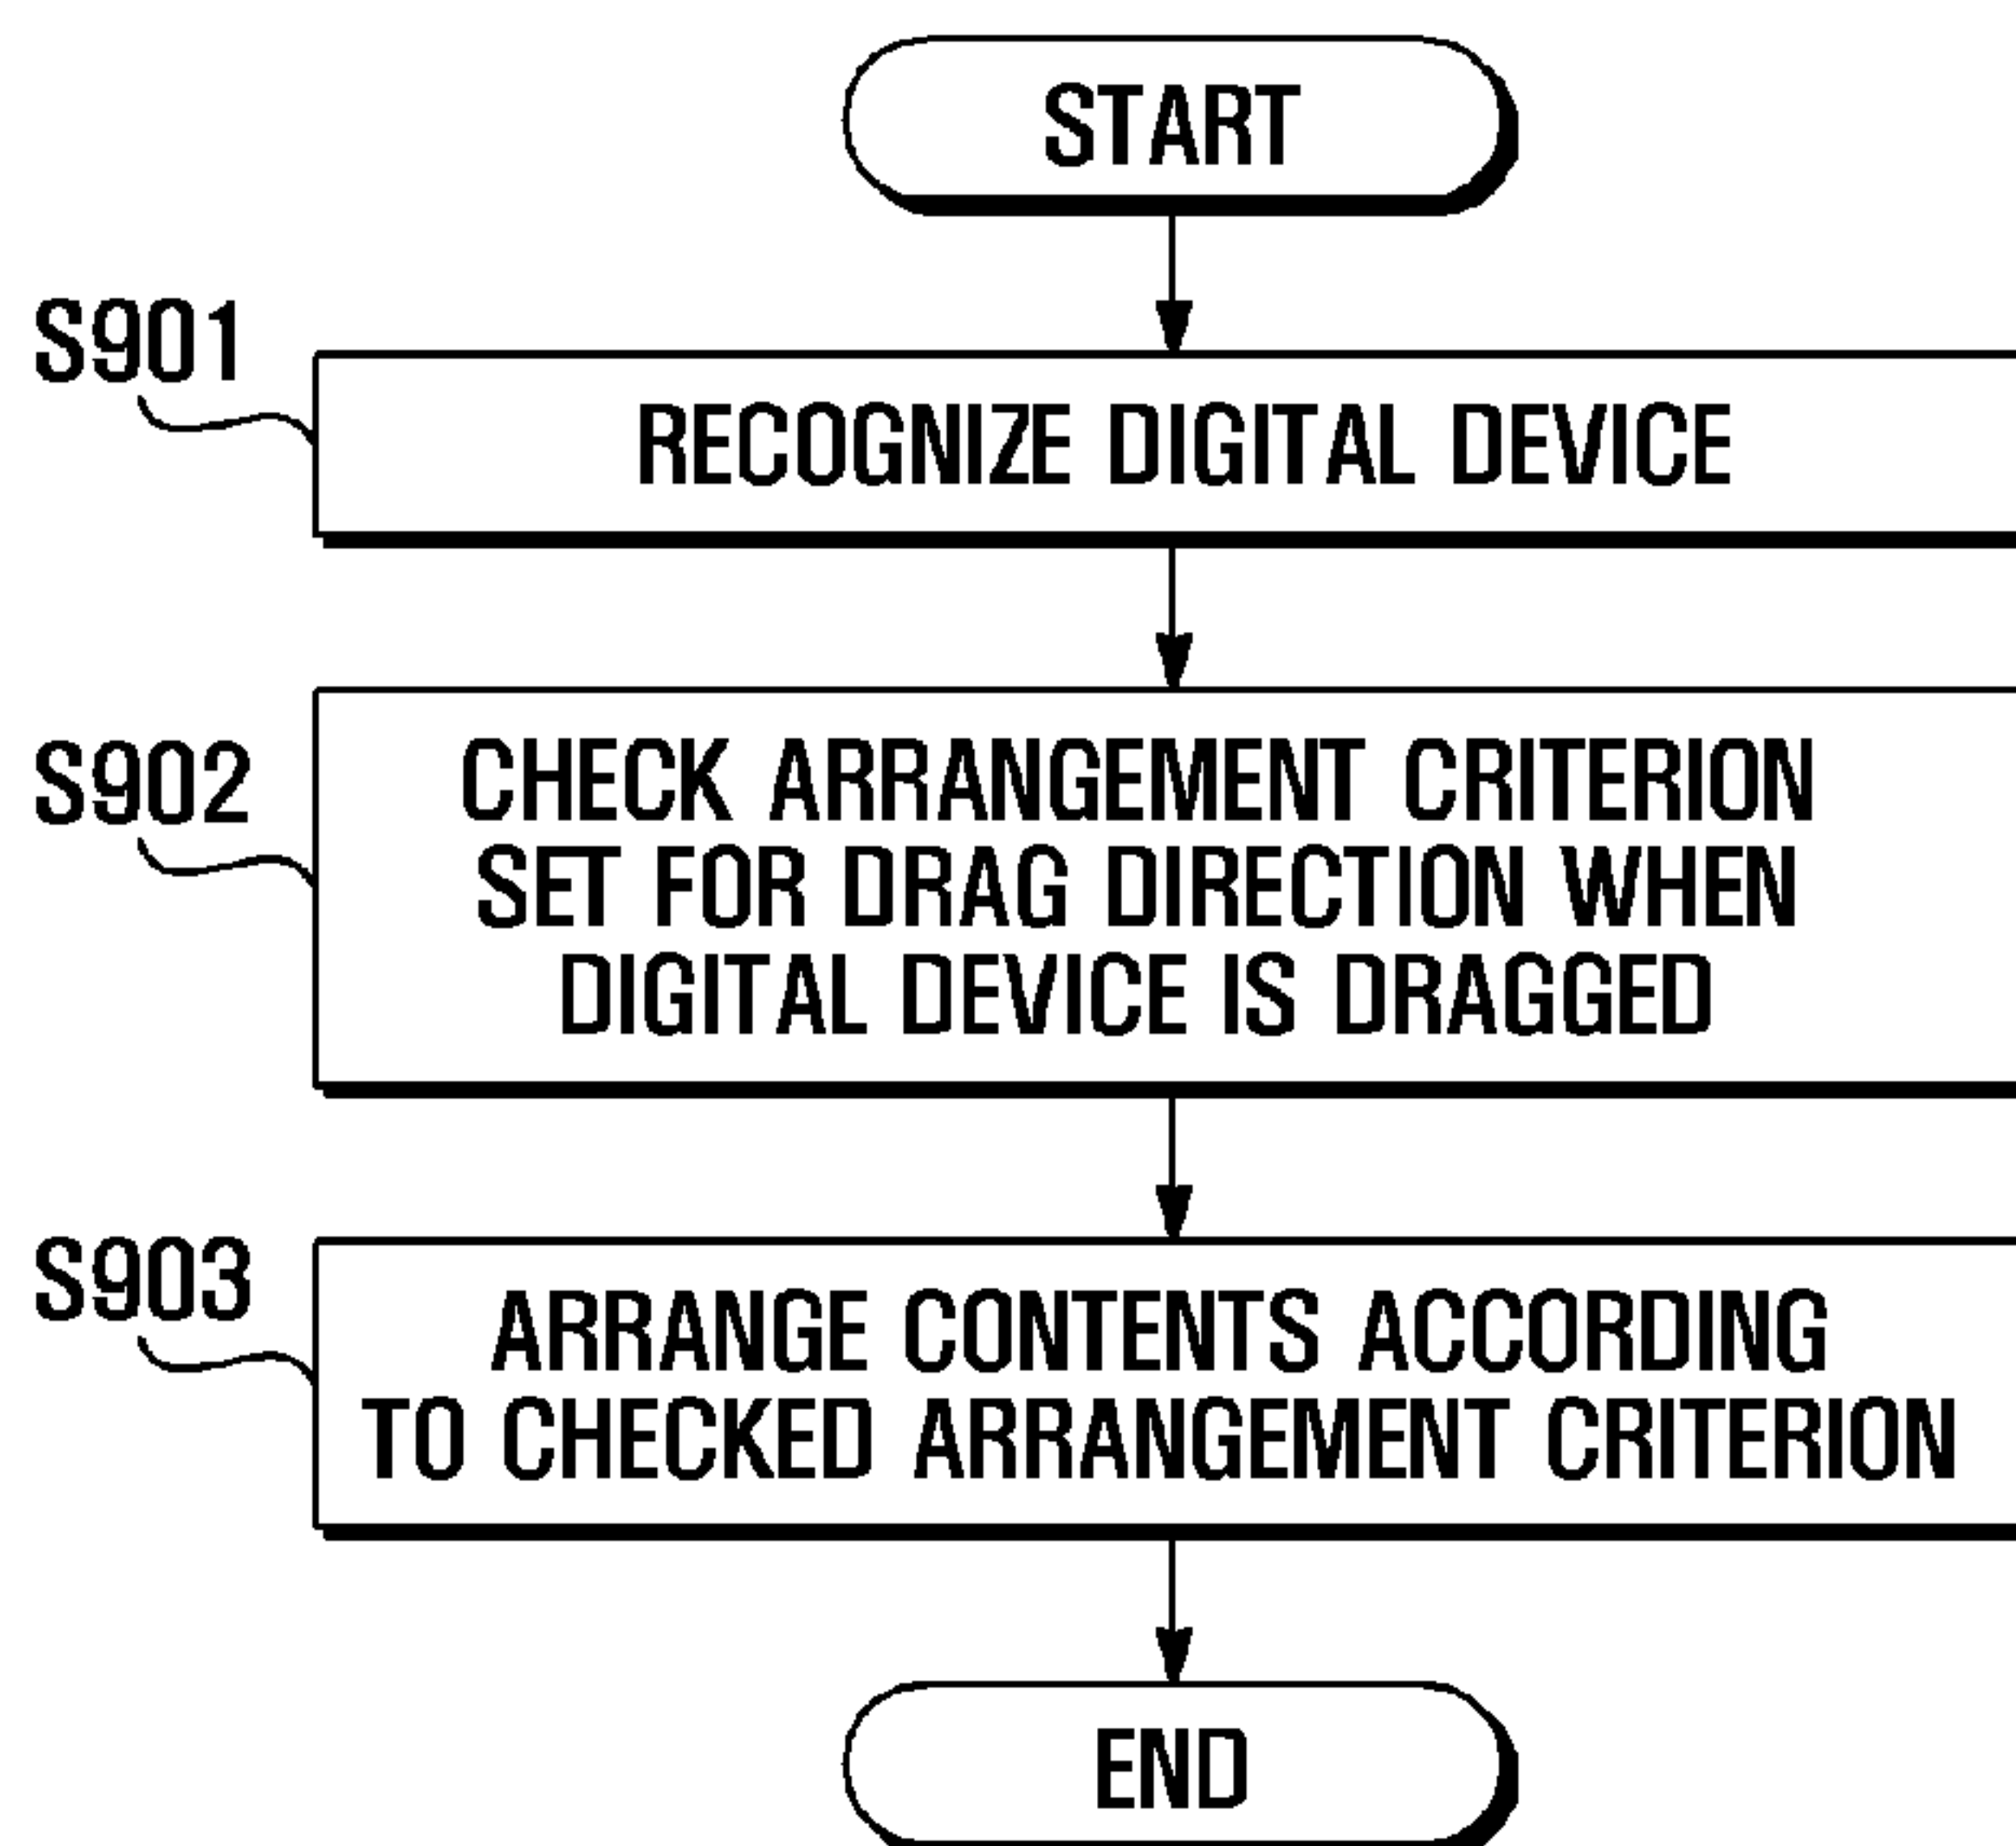 START
S901
RECOGNIZE DIGITAL DEVICE
S902
CHECK ARRANGEMENT CRITERION
SET FOR DRAG DIRECTION WHEN
DIGITAL DEVICE IS DRAGGED
S903
ARRANGE CONTENTS ACCORDING
TO CHECKED ARRANGEMENT CRITERION
END